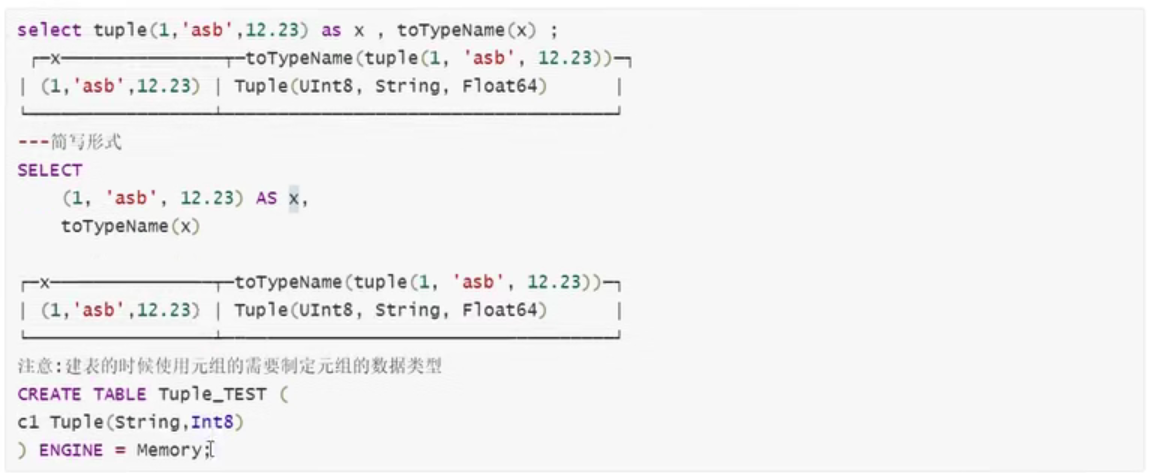 select tuple(1,'asb',12.23) as x , toTypeName(x) ;
┌─x───────────────┬─toTypeName(tuple(1, 'asb', 12.23))─┐
│ (1,'asb',12.23) │ Tuple(UInt8, String, Float64)      │
└─────────────────┴────────────────────────────────────┘
---简写形式
SELECT
    (1, 'asb', 12.23) AS x,
    toTypeName(x)
┌─x───────────────┬─toTypeName(tuple(1, 'asb', 12.23))─┐
│ (1,'asb',12.23) │ Tuple(UInt8, String, Float64)      │
└─────────────────┴────────────────────────────────────┘
注意:建表的时候使用元组的需要制定元组的数据类型
CREATE TABLE Tuple_TEST (
c1 Tuple(String,Int8)
) ENGINE = Memory;